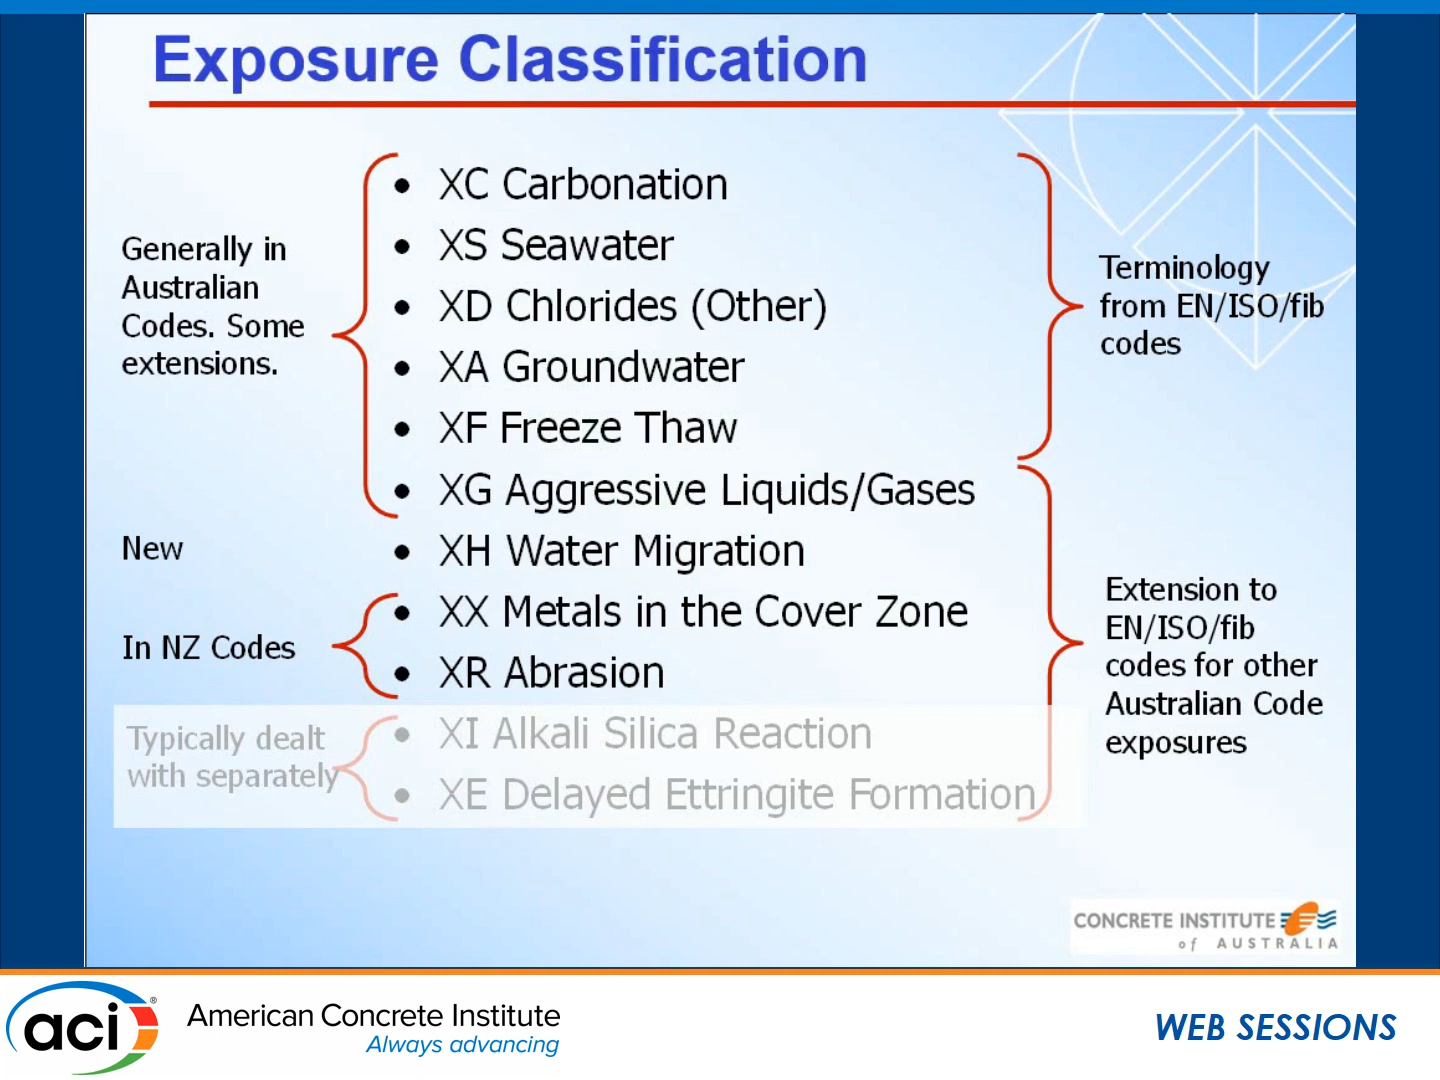 Exposure Classification
Generally in
Australian
Codes. Some
extensions.
New
In NZ Codes
Typically dealt
with separately
• XC Carbonation
• XS Seawater
• XD Chlorides (Other)
• XA Groundwater
• XF Freeze Thaw
• XG Aggressive Liquids/Gases
• XH Water Migration
• XX Metals in the Cover Zone
• XR Abrasion
• XI Alkali Silica Reaction
• XE Delayed Ettringite Formation
Terminology
from EN/ISO/fib
codes
Extension to
EN/ISO/fib
codes for other
Australian Code
exposures
CONCRETE INSTITUTE
of AUSTRALIA
aci®
American Concrete Institute
Always advancing
WEB SESSIONS